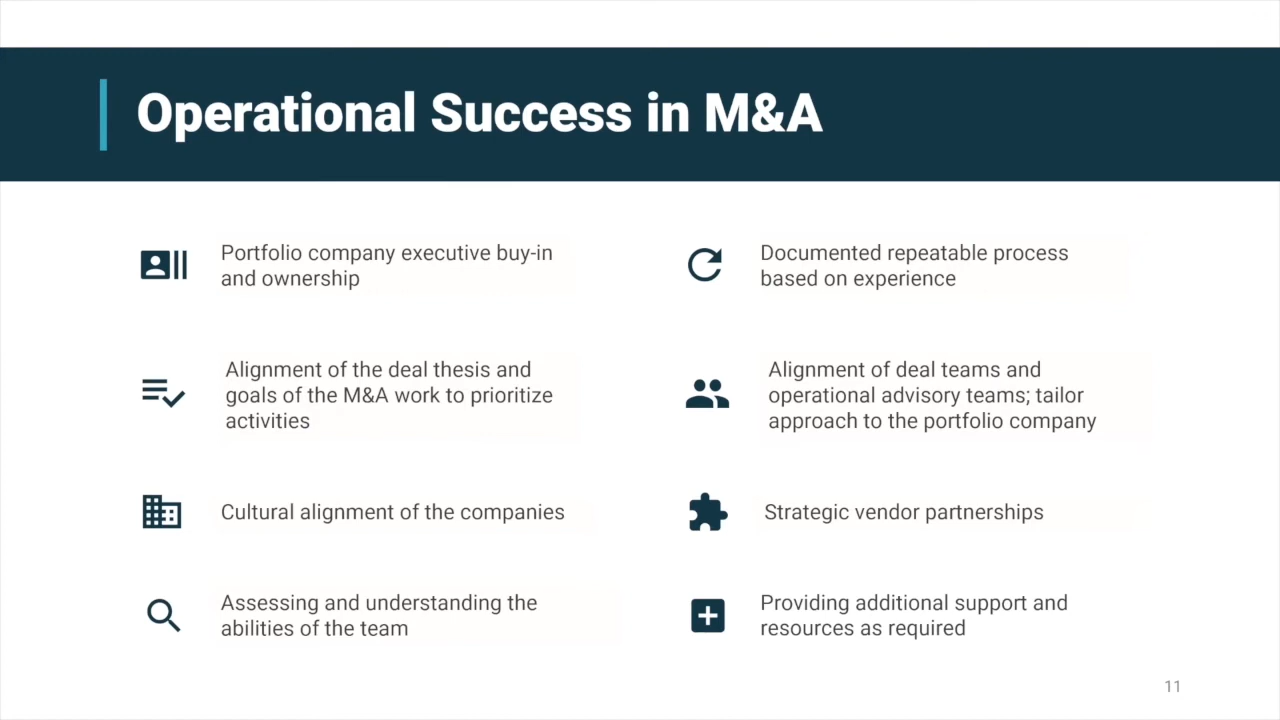 Operational Success in M&A
Portfolio company executive buy-in
and ownership
Alignment of the deal thesis and
goals of the M&A work to prioritize
activities
Cultural alignment of the companies
Assessing and understanding the
abilities of the team
Documented repeatable process
based on experience
Alignment of deal teams and
operational advisory teams; tailor
approach to the portfolio company
Strategic vendor partnerships
Providing additional support and
resources as required
11